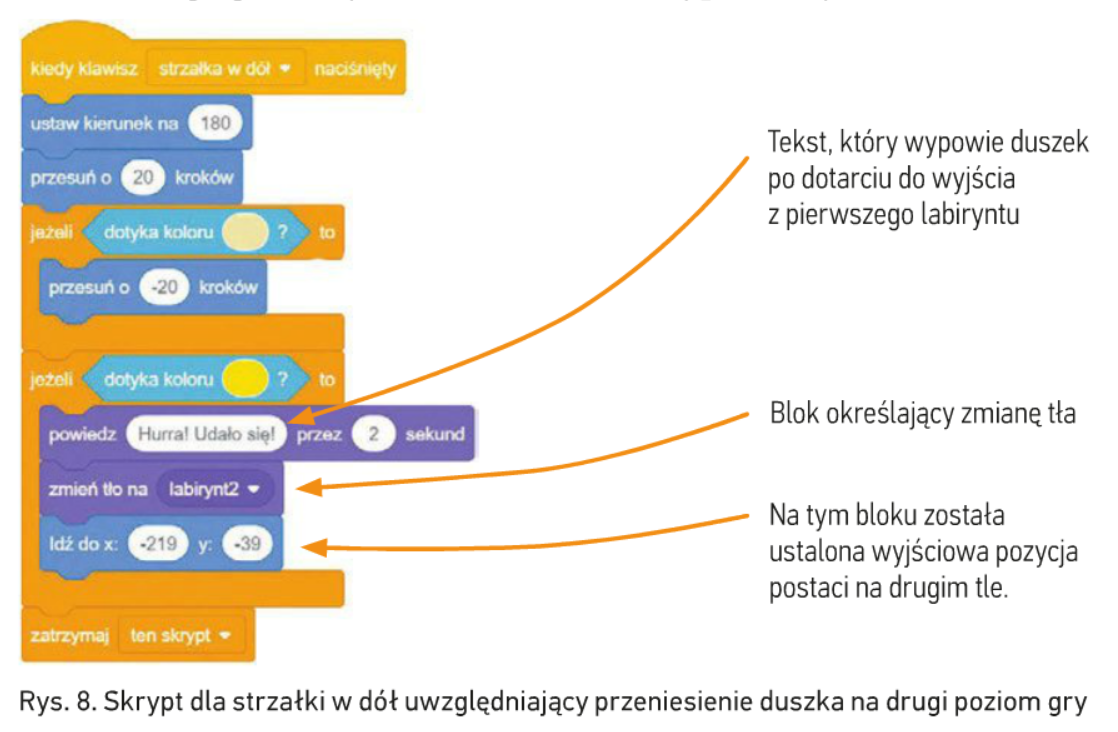 kiedy klawisz strzałka w dół naciśnięty
ustaw kierunek na 180
przesuń o 20 kroków
jeżeli dotyka koloru ? to
przesuń o -20 kroków
jeżeli dotyka koloru ? to
powiedz Hurra! Udało się! przez 2 sekund
zmień tło na labirynt2
Idź do x: -219 y: -39
zatrzymaj ten skrypt
Tekst, który wypowie duszek
po dotarciu do wyjścia
z pierwszego labiryntu
Blok określający zmianę tła
Na tym bloku została
ustalona wyjściowa pozycja
postaci na drugim tle.
Rys. 8. Skrypt dla strzałki w dół uwzględniający przeniesienie duszka na drugi poziom gry